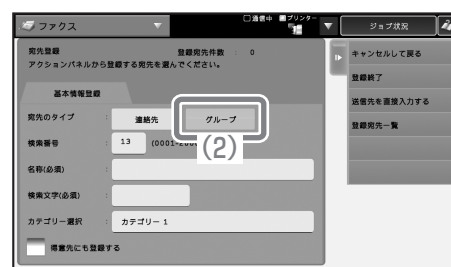 ファクス
通信中 プリンター
ジョブ状況
宛先登録 登録宛先件数 : 0
アクションパネルから登録する宛先を選んでください。
基本情報登録
宛先のタイプ : 連絡先 グループ
(2)
検索番号 : 13 (0001-
名称(必須) :
検索文字(必須) :
カテゴリー選択 : カテゴリー 1
得意先にも登録する
キャンセルして戻る
登録終了
送信先を直接入力する
登録宛先一覧